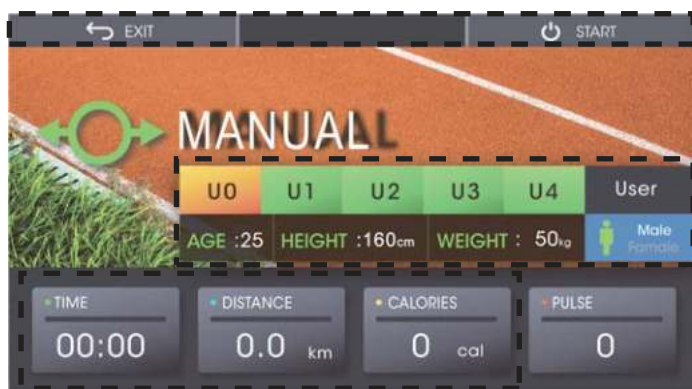 EXIT
START
MANUAL
U0 U1 U2 U3 U4 User
AGE :25 HEIGHT :160cm WEIGHT : 50kg Male
Famale
TIME DISTANCE CALORIES PULSE
00:00 0.0 km 0 cal 0